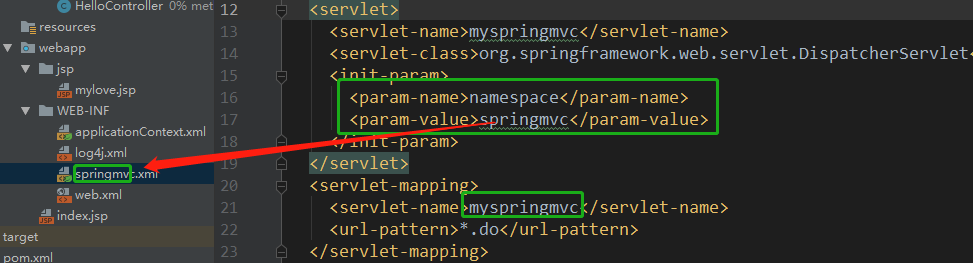 HelloController 0% met
resources
webapp
jsp
mylove.jsp
WEB-INF
applicationContext.xml
log4j.xml
springmvc.xml
web.xml
index.jsp
target
pom.xml
12 <servlet>
13 <servlet-name>myspringmvc</servlet-name>
14 <servlet-class>org.springframework.web.servlet.DispatcherServlet<
15 <init-param>
16 <param-name>namespace</param-name>
17 <param-value>springmvc</param-value>
18 </init-param>
19 </servlet>
20 <servlet-mapping>
21 <servlet-name>myspringmvc</servlet-name>
22 <url-pattern>*.do</url-pattern>
23 </servlet-mapping>